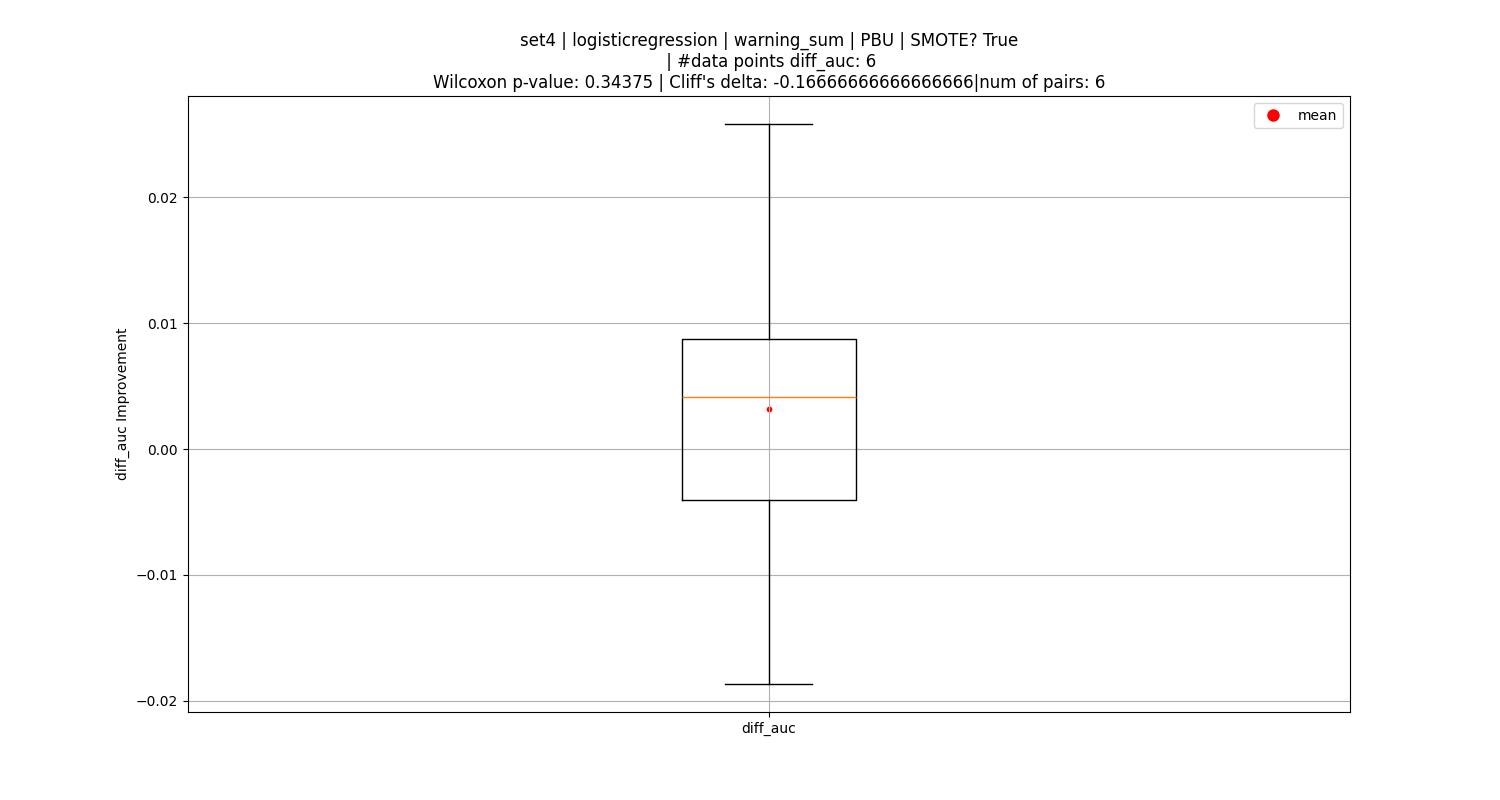 set4 | logisticregression | warning_sum | PBU | SMOTE? True
| #data points diff_auc: 6
Wilcoxon p-value: 0.34375 | Cliff's delta: -0.16666666666666666|num of pairs: 6
mean
diff_auc Improvement
0.02
0.01
0.00
−0.01
−0.02
diff_auc